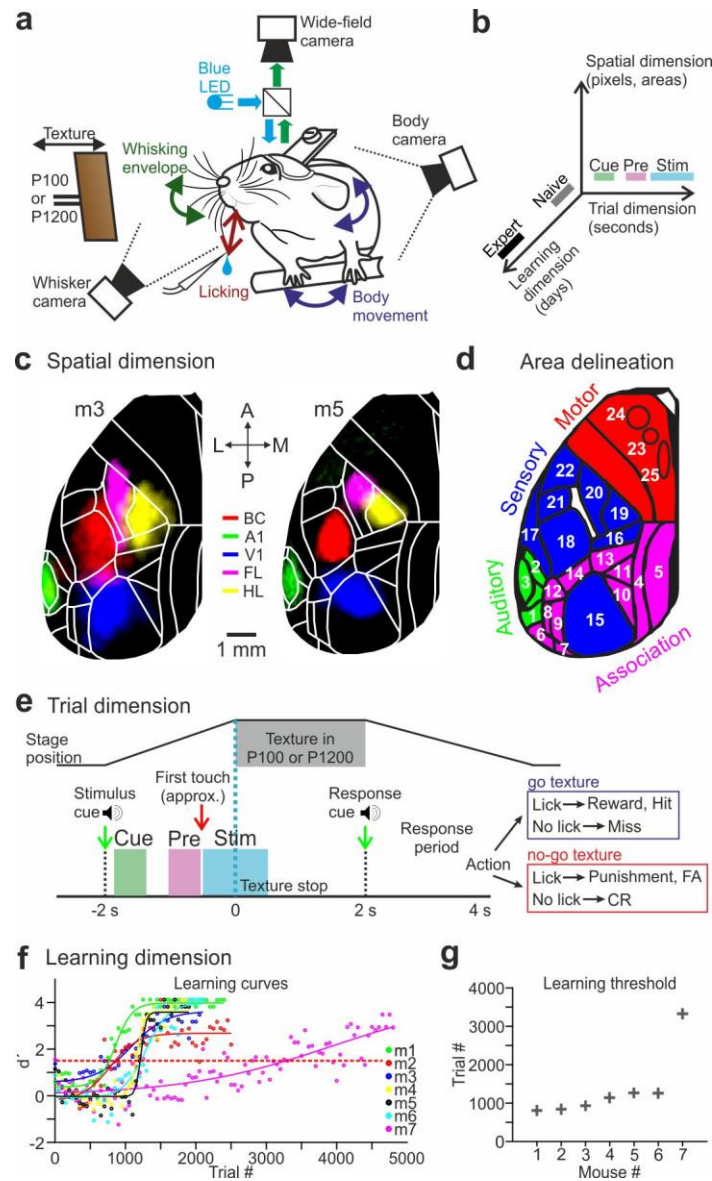 a
Wide-field
camera
Blue
LED
Body
camera
Texture
P100
or
P1200
Whisking
envelope
Whisker
camera
Licking
Body
movement
b
Spatial dimension
(pixels, areas)
Cue Pre Stim
Naive
Expert
Trial dimension
(seconds)
Learning
dimension
(days)
c Spatial dimension
m3
m5
A
L M
P
BC
A1
V1
FL
HL
1 mm
d Area delineation
Motor
Sensory
Auditory
Association
24
23
25
22
20
21
19
17
18
16
13
2
14
11
3
12
4
5
10
1
8
9
15
6
7
e Trial dimension
Stage
position
Texture in
P100 or P1200
First touch
(approx.)
Stimulus
cue
Response
cue
Cue Pre Stim
Response
period
Action
Texture stop
-2 s 0 2 s 4 s
go texture
Lick→Reward, Hit
No lick→Miss
no-go texture
Lick→Punishment, FA
No lick→CR
f Learning dimension
Learning curves
d´
4
2
0
-2
0 1000 2000 3000 4000 5000
Trial #
m1
m2
m3
m4
m5
m6
m7
g
Learning threshold
Trial #
4000
3000
2000
1000
0
1 2 3 4 5 6 7
Mouse #